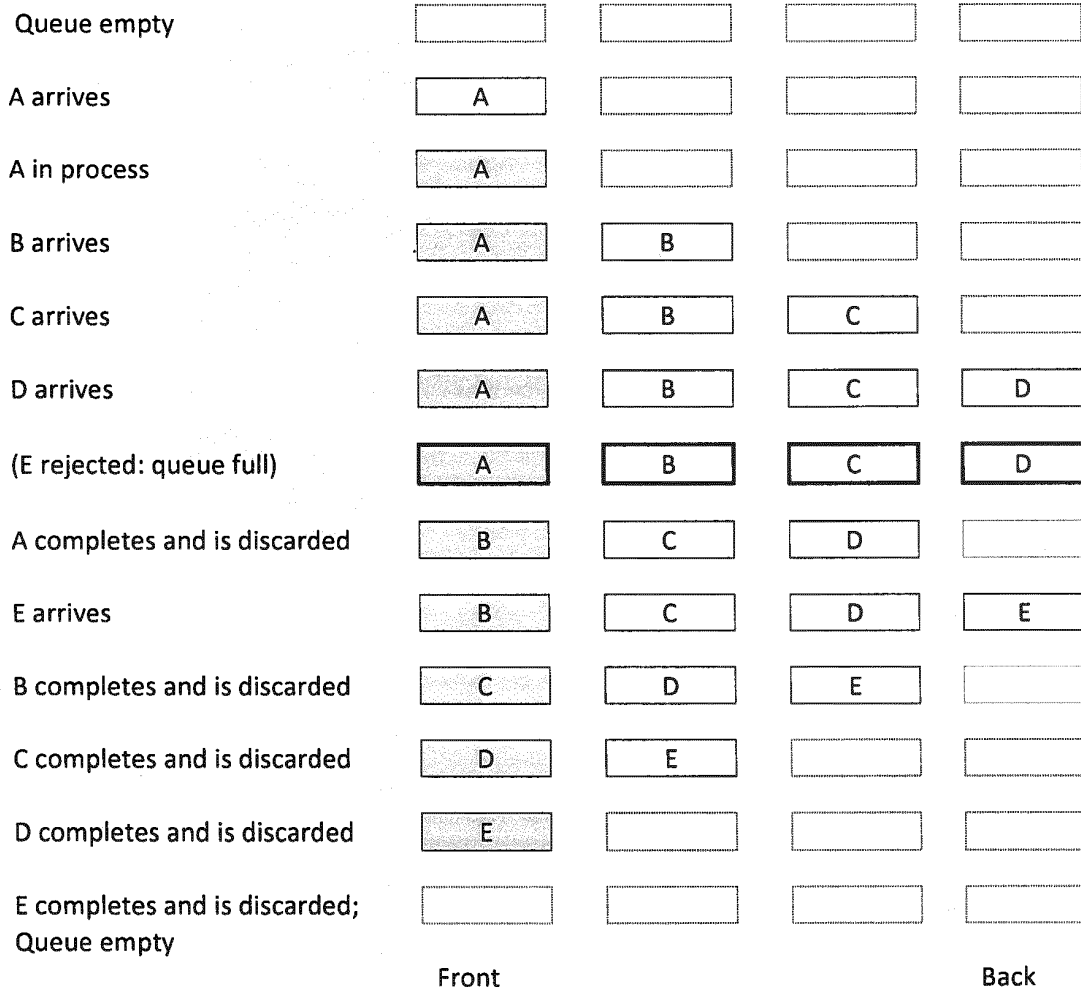 Queue empty
A arrives A
A in process A
B arrives A B
C arrives A B C
D arrives A B C D
(E rejected: queue full) A B C D
A completes and is discarded B C D
E arrives B C D E
B completes and is discarded C D E
C completes and is discarded D E
D completes and is discarded E
E completes and is discarded;
Queue empty
Front Back